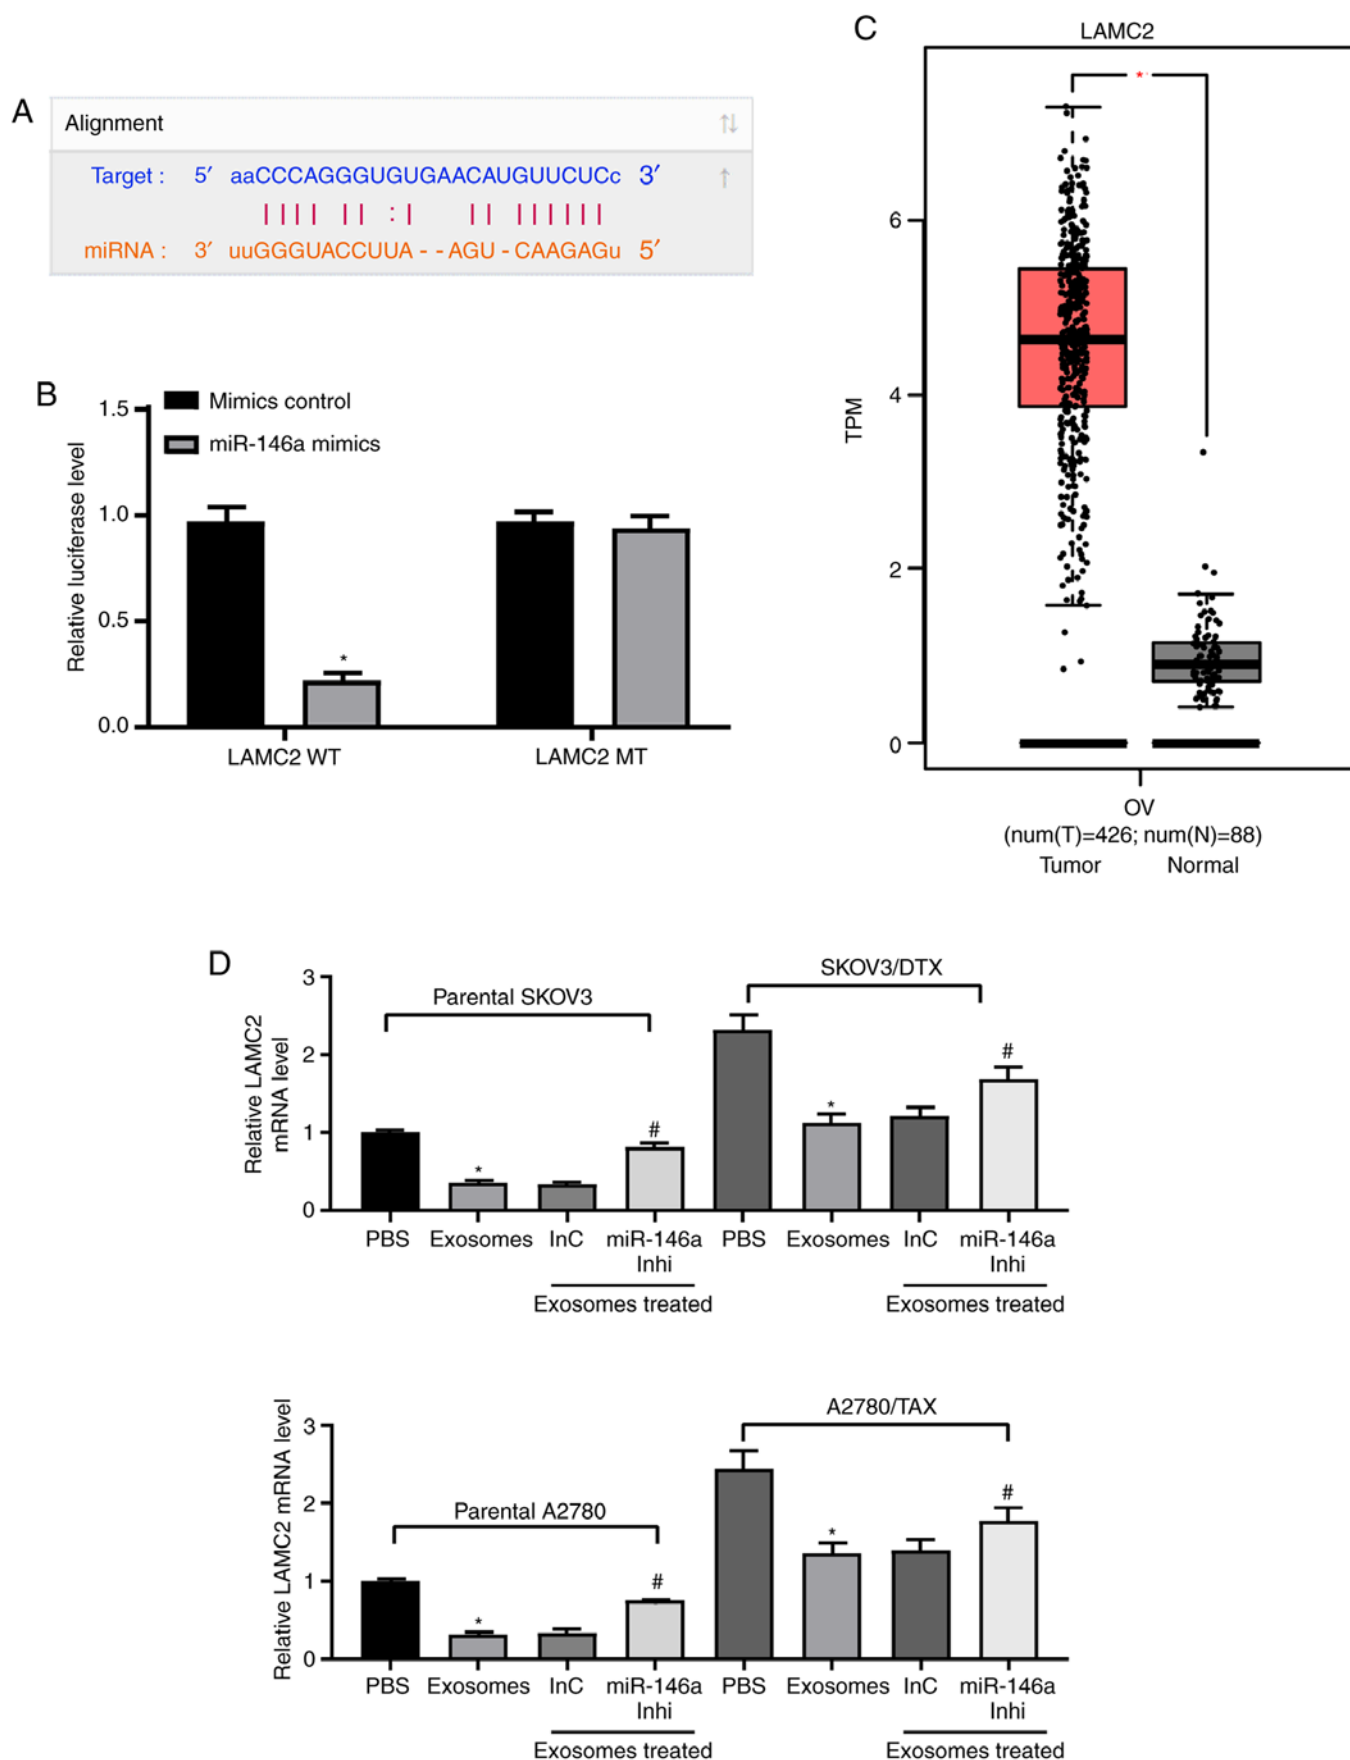 A
Alignment
Target : 5′ aaCCCAGGGUGUGAACAUGUUCUCc 3′
miRNA : 3′ uuGGGUACCUUA--AGU-CAAGAGu 5′
B
Mimics control
miR-146a mimics
Relative luciferase level
1.5
1.0
0.5
0.0
*
LAMC2 WT
LAMC2 MT
C
LAMC2
*
TPM
6
4
2
0
OV
(num(T)=426; num(N)=88)
Tumor Normal
D
Relative LAMC2
mRNA level
3
2
1
0
Parental SKOV3
SKOV3/DTX
* # * #
PBS Exosomes InC miR-146a PBS Exosomes InC miR-146a
Inhi Inhi
Exosomes treated Exosomes treated
Relative LAMC2 mRNA level
3
2
1
0
Parental A2780
A2780/TAX
* # * #
PBS Exosomes InC miR-146a PBS Exosomes InC miR-146a
Inhi Inhi
Exosomes treated Exosomes treated